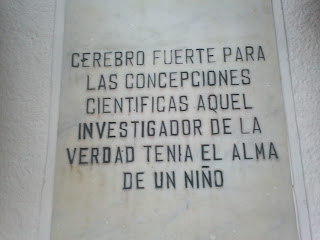 CEREBRO FUERTE PARA
LAS CONCEPCIONES
CIENTIFICAS AQUEL
INVESTIGADOR DE LA
VERDAD TENIA EL ALMA
DE UN NIÑO